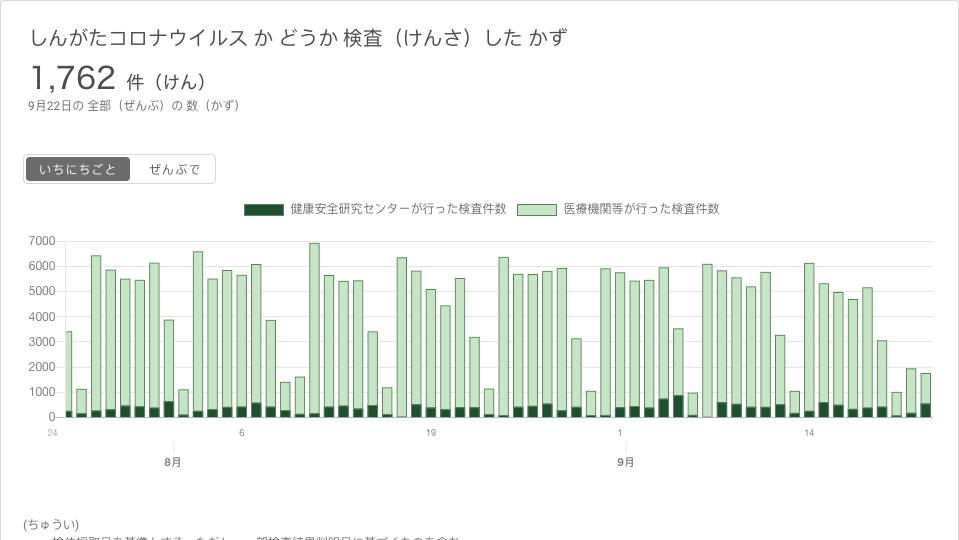 しんがたコロナウイルス か どうか 検査（けんさ）した かず
1,762 件（けん）
9月22日の 全部（ぜんぶ）の 数（かず）
いちにちごと ぜんぶで
健康安全研究センターが行った検査件数 医療機関等が行った検査件数
7000
6000
5000
4000
3000
2000
1000
0
24 6 19 1 14
8月 9月
(ちゅうい)